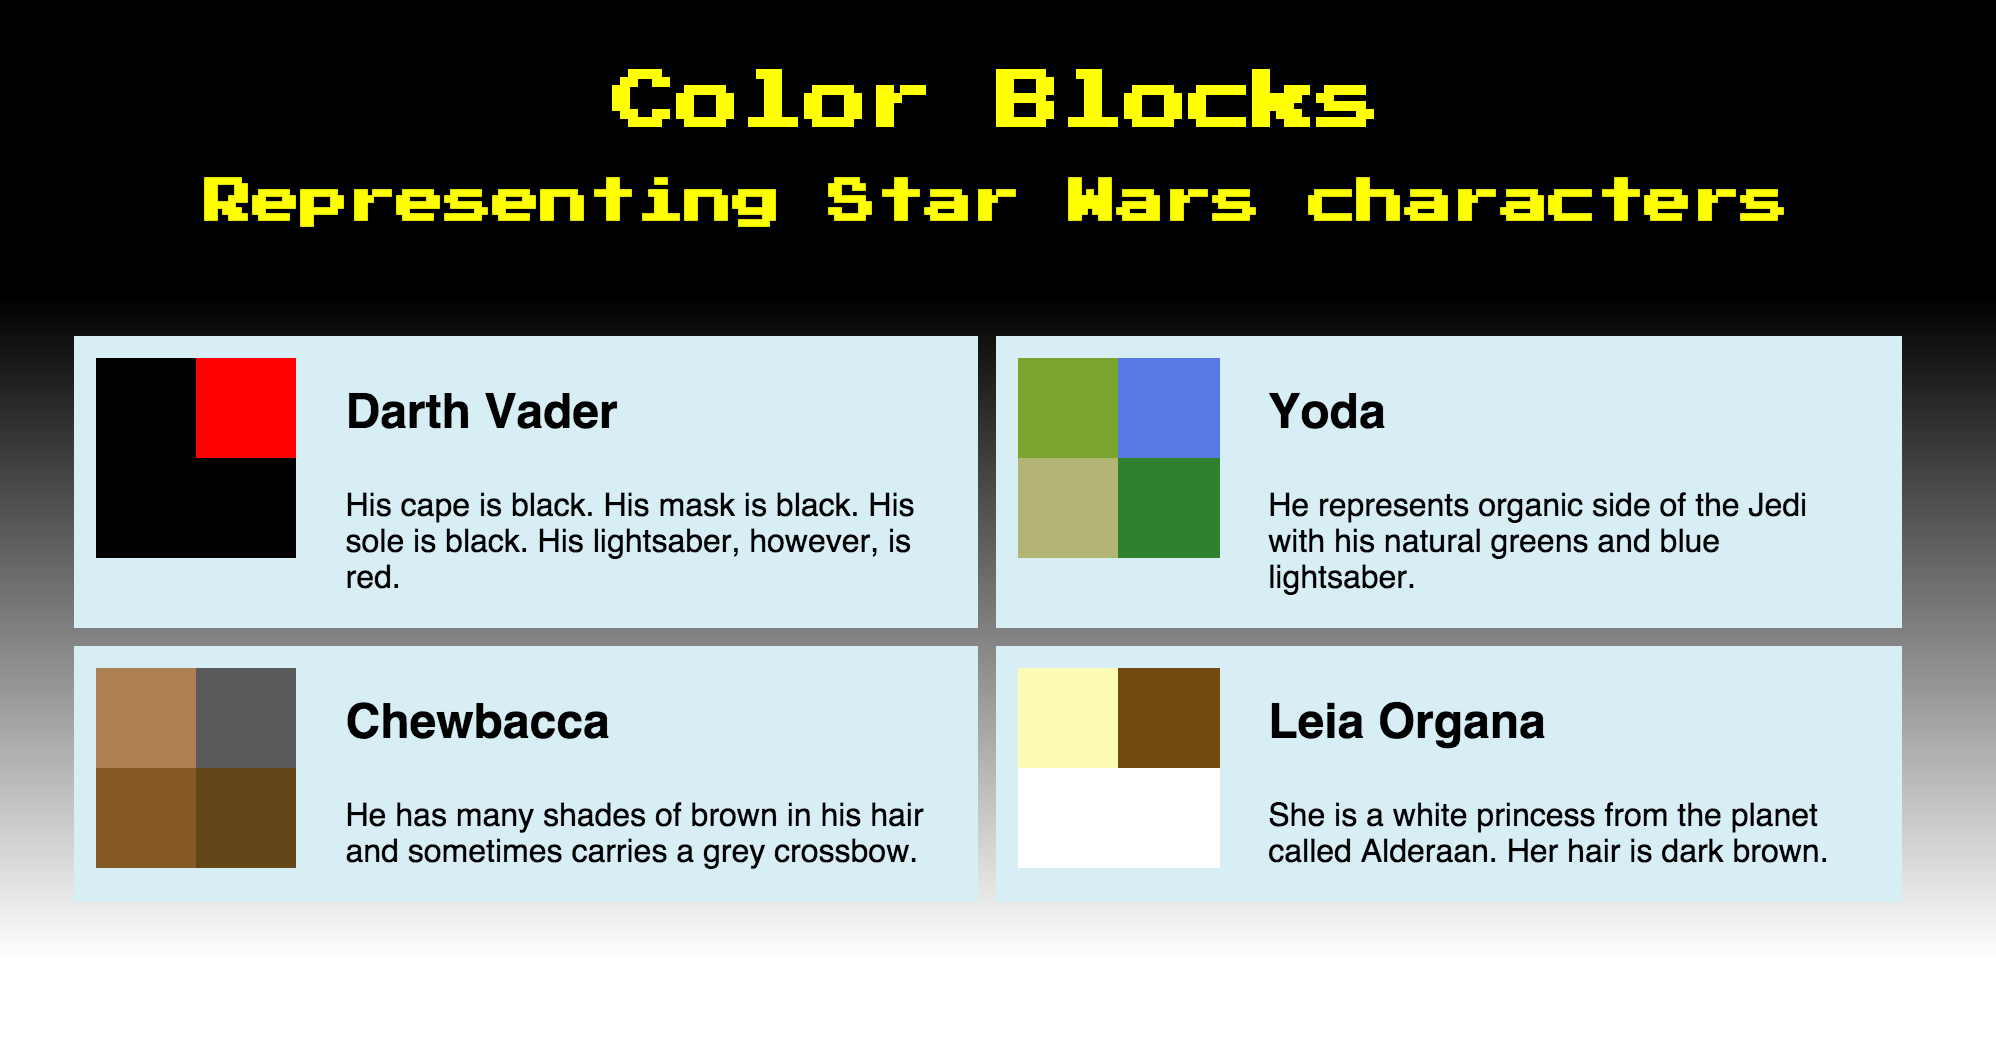 Color Blocks
Representing Star Wars characters
Darth Vader
His cape is black. His mask is black. His
sole is black. His lightsaber, however, is
red.
Yoda
He represents organic side of the Jedi
with his natural greens and blue
lightsaber.
Chewbacca
He has many shades of brown in his hair
and sometimes carries a grey crossbow.
Leia Organa
She is a white princess from the planet
called Alderaan. Her hair is dark brown.